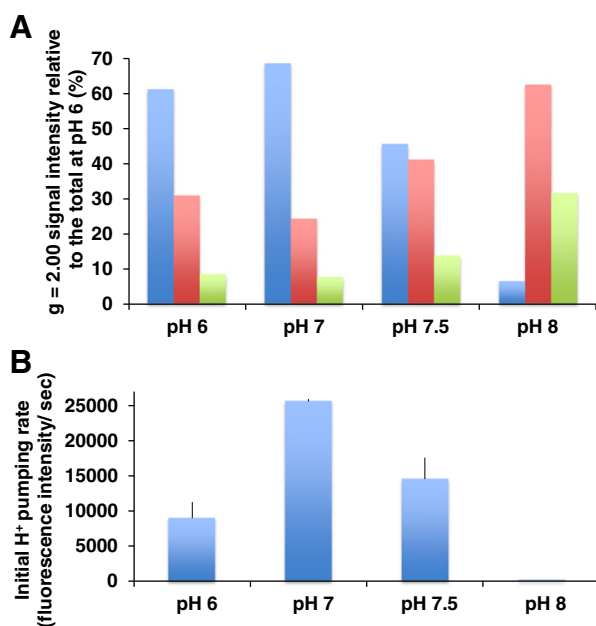 A
g = 2.00 signal intensity relative
to the total at pH 6 (%)
70
60
50
40
30
20
10
0
pH 6 pH 7 pH 7.5 pH 8
B
Initial H⁺ pumping rate
(fluorescence intensity/ sec)
25000
20000
15000
10000
5000
0
pH 6 pH 7 pH 7.5 pH 8